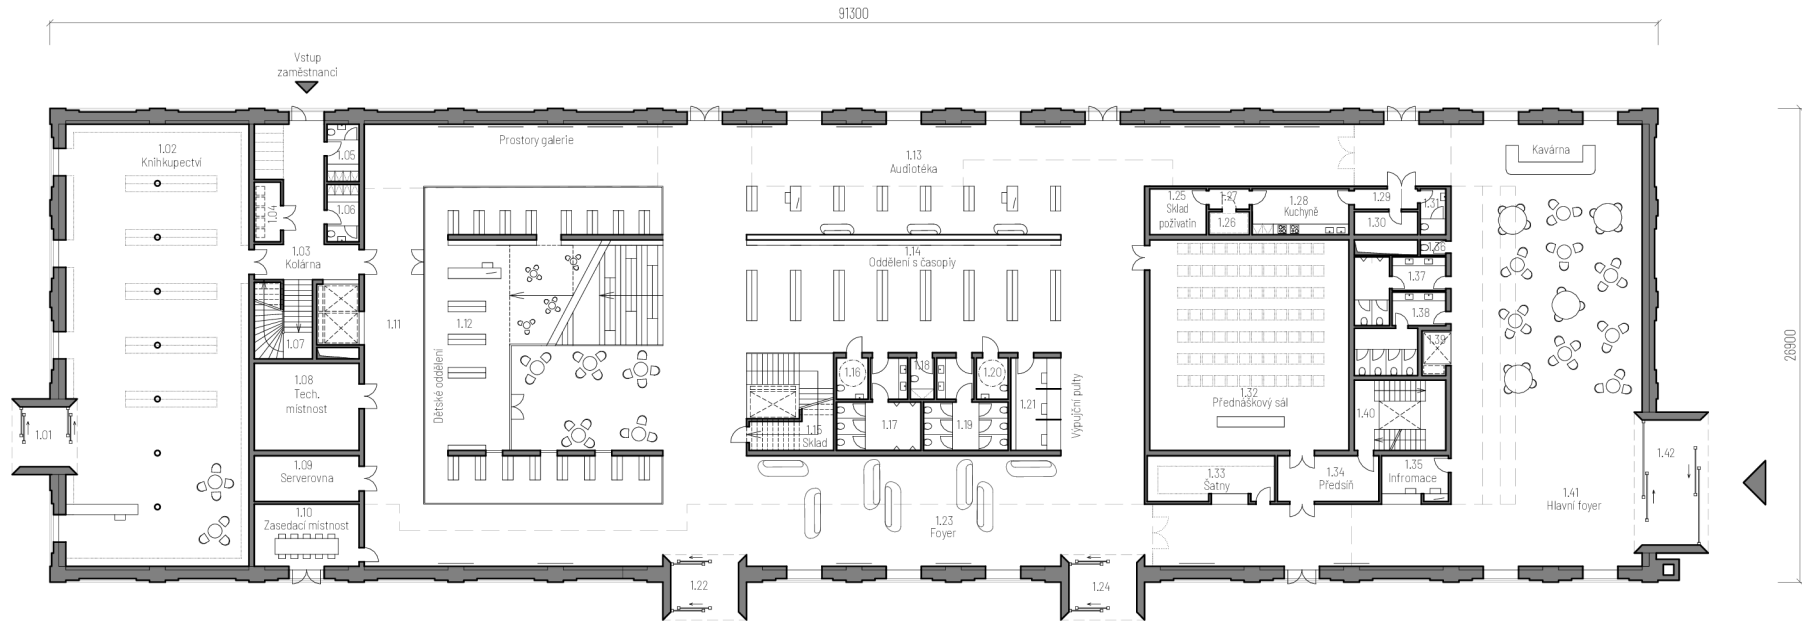 91300
Vstup
zaměstnanci
1.02
Knihkupectví
1.05
1.04
1.06
1.03
Kolárna
1.07
1.08
Tech.
místnost
1.01
1.09
Serverovna
1.10
Zasedací místnost
Prostory galerie
1.11
1.12
Dětské oddělení
1.13
Audiotéka
1.14
Oddělení s časopisy
1.15
Sklad
1.16
1.17
1.18
1.19
1.20
1.21
Výpujční pulty
1.22
1.23
Foyer
1.24
1.25
Sklad
poživatin
1.27
1.26
1.28
Kuchyně
1.29
1.30
1.31
1.36
1.37
1.38
1.39
1.32
Přednáškový sál
1.40
1.33
Šatny
1.34
Předsíň
1.35
Infromace
Kavárna
1.41
Hlavní foyer
1.42
26900